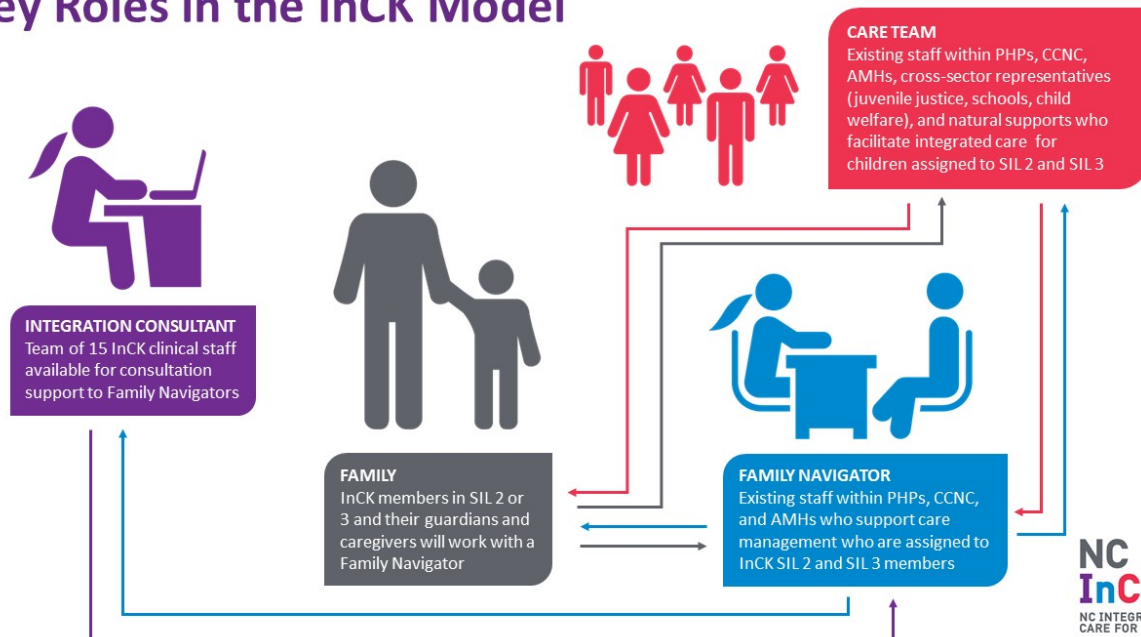 Roles in the InCK Model
CARE TEAM
Existing staff within PHPs, CCNC,
AMHs, cross-sector representatives
(juvenile justice, schools, child
welfare), and natural supports who
facilitate integrated care for
children assigned to SIL 2 and SIL 3
INTEGRATION CONSULTANT
Team of 15 InCK clinical staff
available for consultation
support to Family Navigators
FAMILY
InCK members in SIL 2 or
3 and their guardians and
caregivers will work with a
Family Navigator
FAMILY NAVIGATOR
Existing staff within PHPs, CCNC,
and AMHs who support care
management who are assigned to
InCK SIL 2 and SIL 3 members
NC
InC
NC INTEGR
CARE FOR